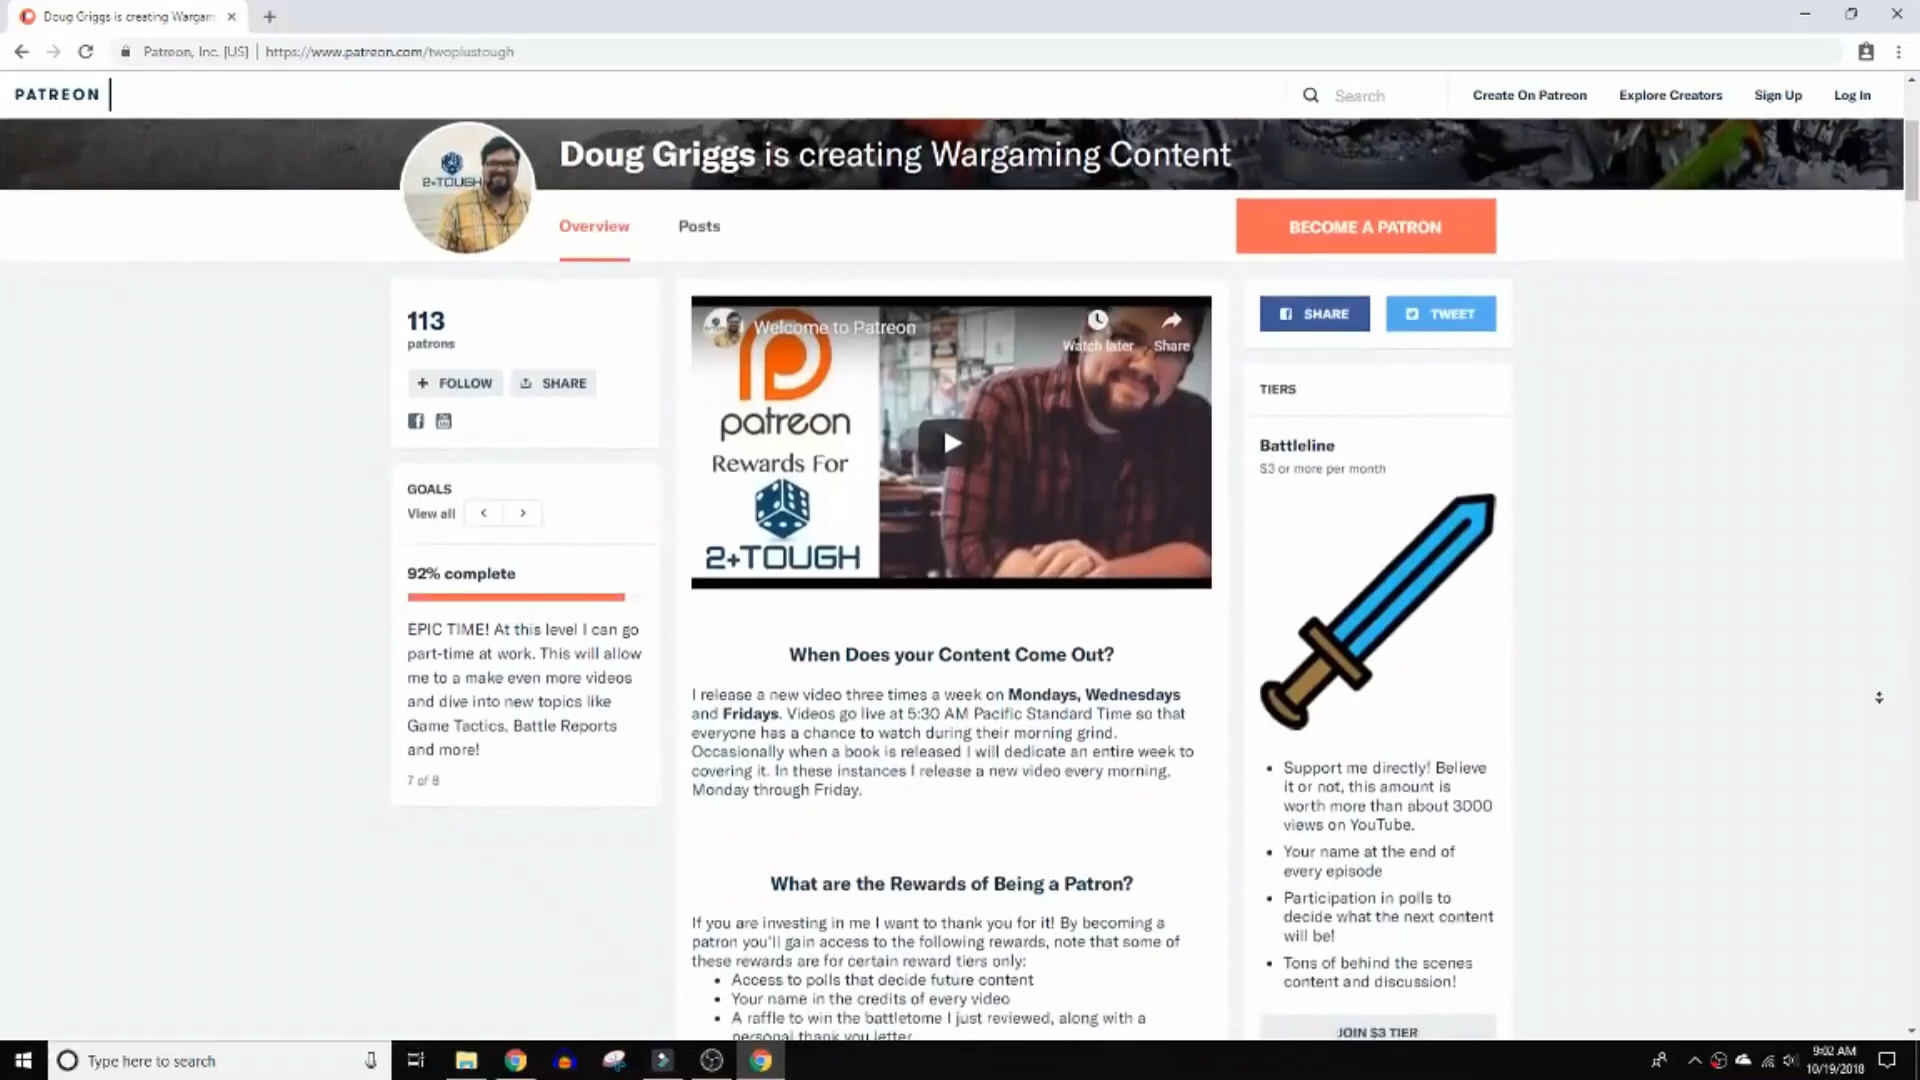 Doug Griggs is creating Wargam
Patreon, Inc. [US] | https://www.patreon.com/twoplustough
PATREON
Search
Create On Patreon
Explore Creators
Sign Up
Log In
2+TOUGH
Doug Griggs is creating Wargaming Content
Overview
Posts
BECOME A PATRON
113
patrons
+ FOLLOW
SHARE
GOALS
View all
92% complete
EPIC TIME! At this level I can go
part-time at work. This will allow
me to a make even more videos
and dive into new topics like
Game Tactics, Battle Reports
and more!
7 of 8
Welcome to Patreon
Watch later
Share
patreon
Rewards For
2+TOUGH
When Does your Content Come Out?
I release a new video three times a week on Mondays, Wednesdays
and Fridays. Videos go live at 5:30 AM Pacific Standard Time so that
everyone has a chance to watch during their morning grind.
Occasionally when a book is released I will dedicate an entire week to
covering it. In these instances I release a new video every morning,
Monday through Friday.
What are the Rewards of Being a Patron?
If you are investing in me I want to thank you for it! By becoming a
patron you'll gain access to the following rewards, note that some of
these rewards are for certain reward tiers only:
• Access to polls that decide future content
• Your name in the credits of every video
• A raffle to win the battletome I just reviewed, along with a
personal thank you letter
SHARE
TWEET
TIERS
Battleline
$3 or more per month
• Support me directly! Believe
it or not, this amount is
worth more than about 3000
views on YouTube.
• Your name at the end of
every episode
• Participation in polls to
decide what the next content
will be!
• Tons of behind the scenes
content and discussion!
JOIN $3 TIER
Type here to search
9:02 AM
10/19/2018